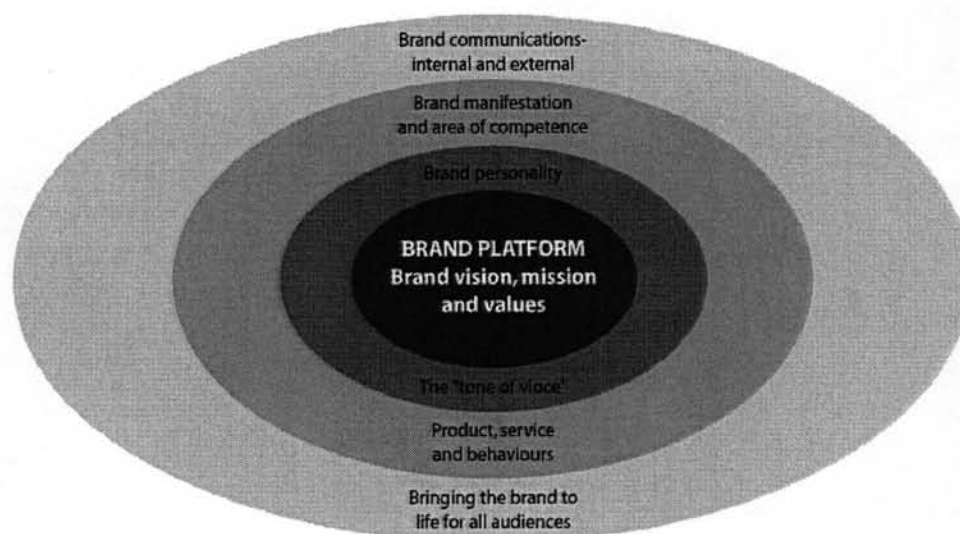 Brand communications-
internal and external
Brand manifestation
and area of competence
Brand personality
BRAND PLATFORM
Brand vision, mission
and values
The "tone of vioce"
Product, service
and behaviours
Bringing the brand to
life for all audiences